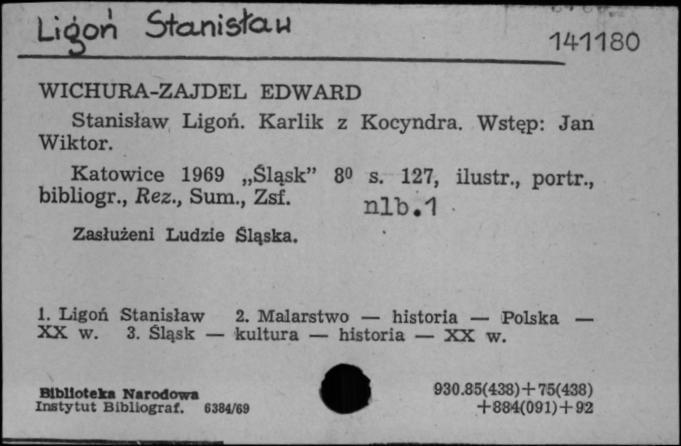 Ligoń Stanisław
141180
WICHURA-ZAJDEL EDWARD
Stanisław Ligoń. Karlik z Kocyndra. Wstęp: Jan
Wiktor.
Katowice 1969 „Śląsk” 8⁰ s. 127, ilustr., portr.,
bibliogr., Rez., Sum., Zsf.
nlb.1
Zasłużeni Ludzie Śląska.
1. Ligoń Stanisław 2. Malarstwo — historia — Polska —
XX w. 3. Śląsk — kultura — historia — XX w.
Biblioteka Narodowa
Instytut Bibliograf. 6384/69
930.85(438)+75(438)
+884(091)+92